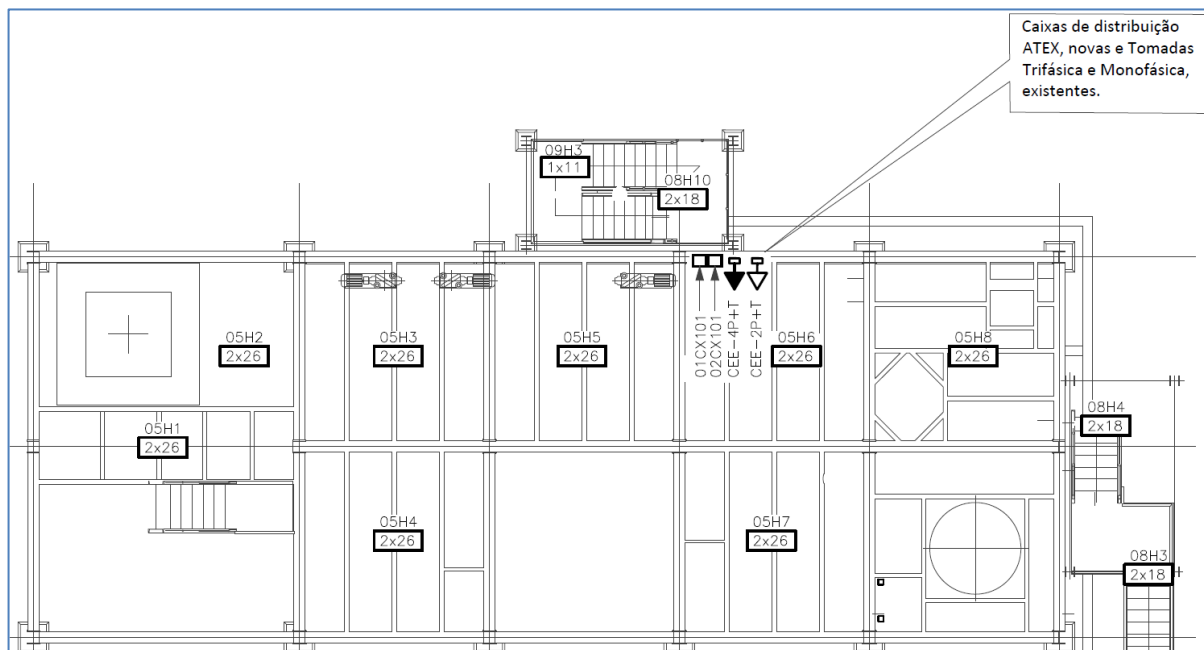 Caixas de distribuição
ATEX, novas e Tomadas
Trifásica e Monofásica,
existentes.
09H3
1x11
08H10
2x18
05H2
2x26
05H3
2x26
05H5
2x26
01CX101
02CX101
CEE-4P+T
CEE-2P+T
05H6
2x26
05H8
2x26
05H1
2x26
08H4
2x18
05H4
2x26
05H7
2x26
08H3
2x18